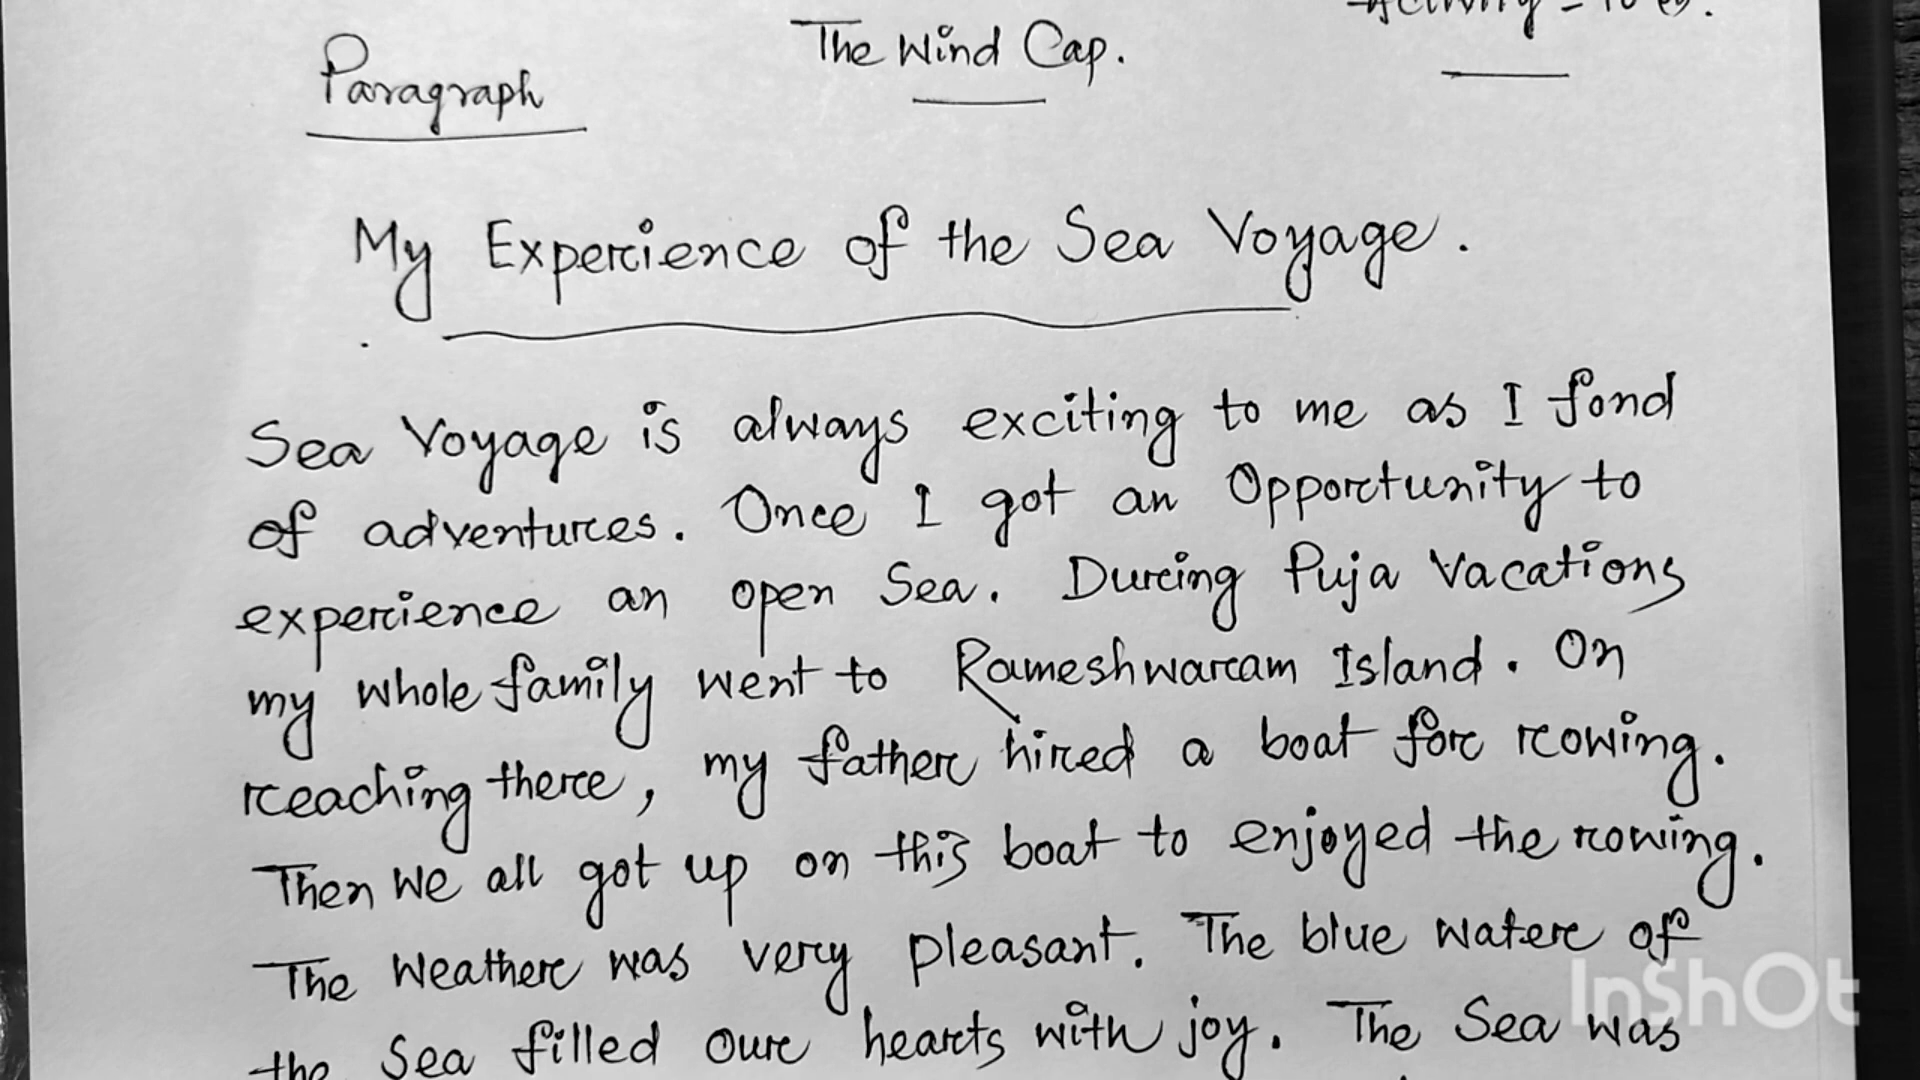 Activity - 10
Paragraph
The Wind Cap.
My Experience of the Sea Voyage.
Sea Voyage is always exciting to me as I fond
of adventures. Once I got an Opportunity to
experience an open Sea. During Puja Vacations
my whole family went to Rameshwaram Island. On
reaching there, my father hired a boat for rowing.
Then we all got up on this boat to enjoyed the rowing.
The Weather was very pleasant. The blue water of
the Sea filled our hearts with joy. The Sea was
InShOt